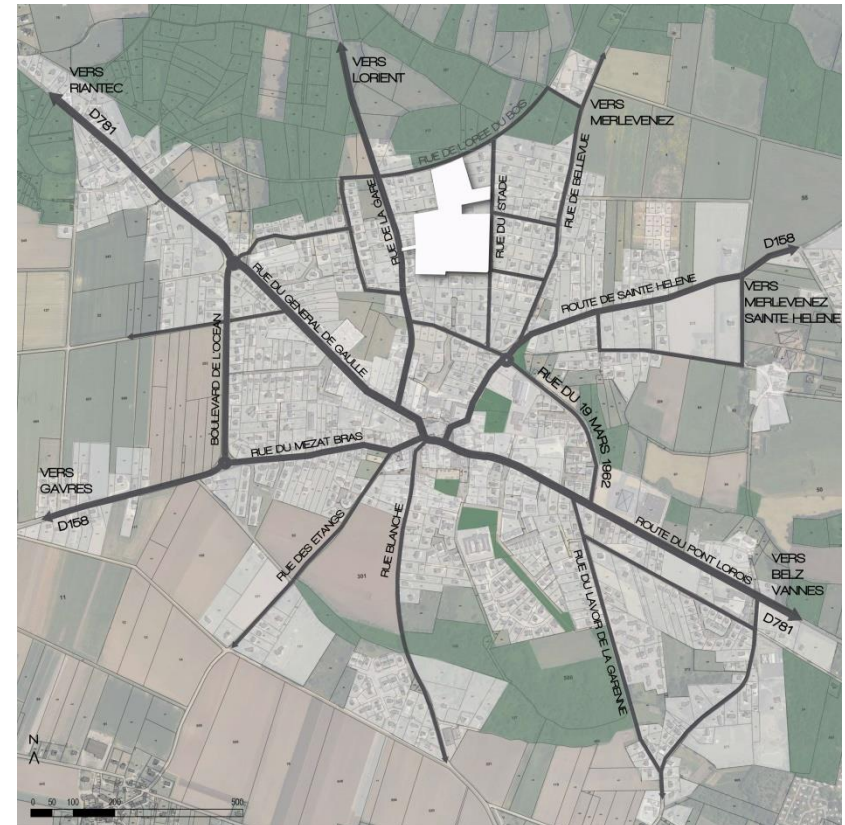 VERS
RIANTEC
D781
VERS
LORIENT
VERS
MERLEVENEZ
RUE DE L'OREE DU BOIS
RUE DE LA GARE
RUE DU STADE
RUE DE BELLEVUE
D158
ROUTE DE SAINTE HELENE
VERS
MERLEVENEZ
SAINTE HELENE
RUE DU GENERAL DE GAULLE
BOULEVARD DE L'OCEAN
RUE DU 19 MARS 1962
RUE DU MEZAT BRAS
VERS
GAVRES
D158
RUE DES ETANGS
RUE BLANCHE
ROUTE DU PONT LOROIS
VERS
BELZ
VANNES
D781
RUE DU LAVOIR DE LA GARENNE
N
0 50 100 200 500